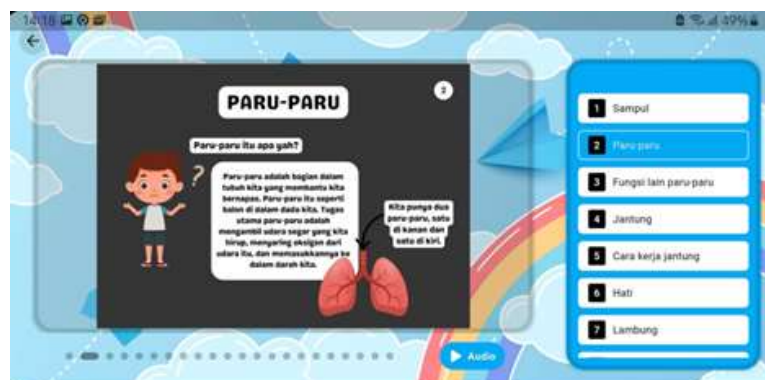 14:18
49%
PARU-PARU
2
Paru-paru itu apa yah?
?
Paru-paru adalah bagian dalam
tubuh kita yang membantu kita
bernapas. Paru-paru itu seperti
balon di dalam dada kita. Tugas
utama paru-paru adalah
mengambil udara segar yang kita
hirup, menyaring oksigen dari
udara itu, dan memasukkannya ke
dalam darah kita.
Kita punya dua
paru-paru, satu
di kanan dan
satu di kiri.
Audio
1 Sampul
2 Paru-paru
3 Fungsi lain paru-paru
4 Jantung
5 Cara kerja jantung
6 Hati
7 Lambung